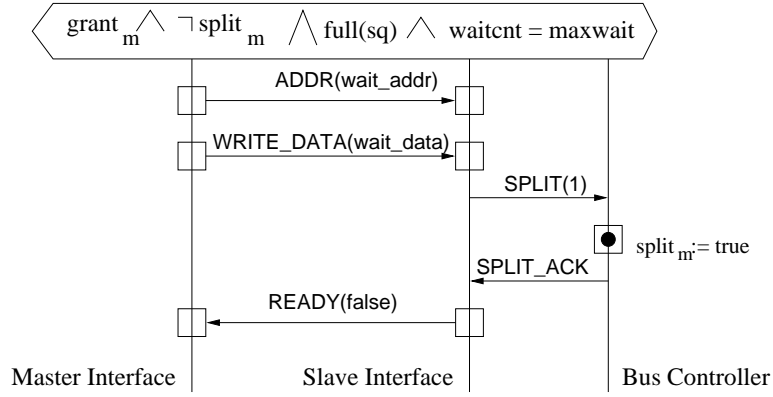 grant m ∧ ¬ split m ∧ full(sq) ∧ waitcnt = maxwait
ADDR(wait_addr)
WRITE_DATA(wait_data)
SPLIT(1)
split m := true
SPLIT_ACK
READY(false)
Master Interface Slave Interface Bus Controller